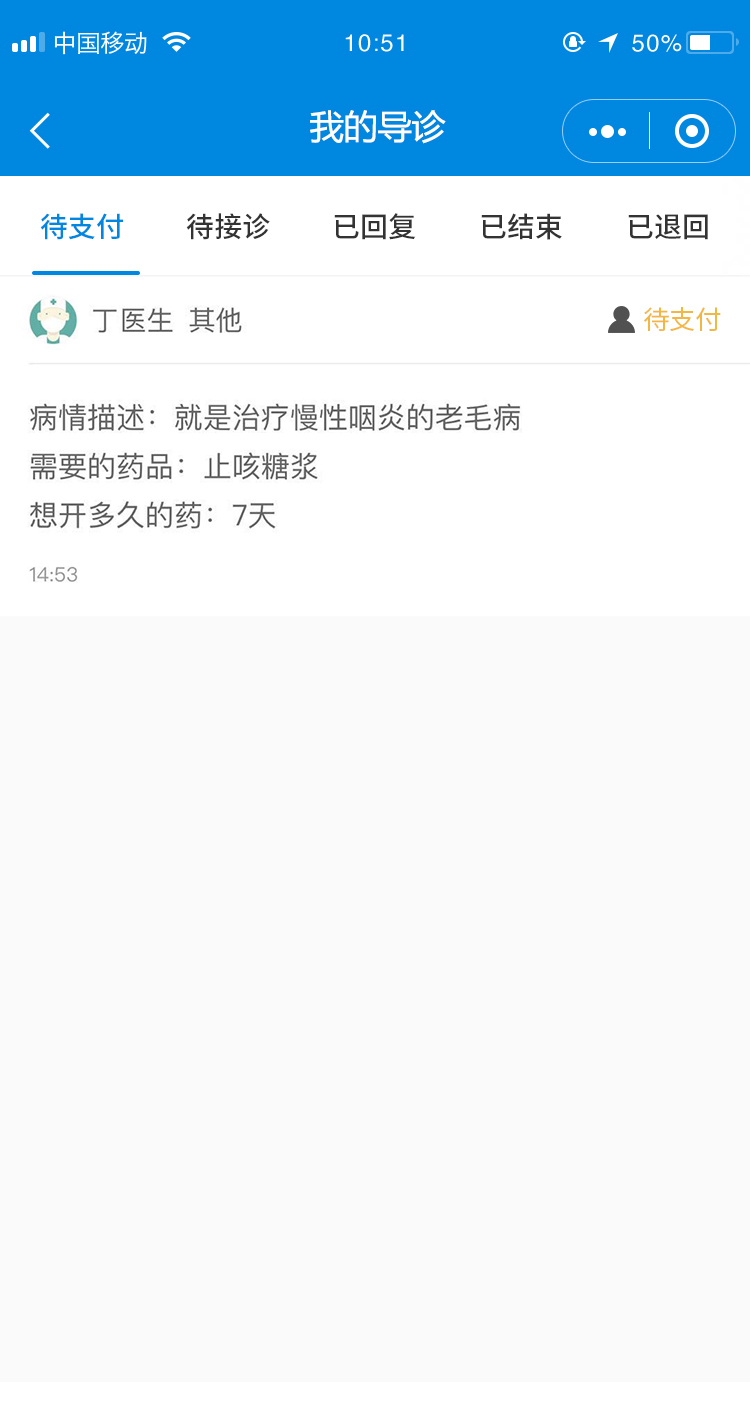 中国移动 10:51 50%
我的导诊
待支付 待接诊 已回复 已结束 已退回
丁医生 其他 待支付
病情描述：就是治疗慢性咽炎的老毛病
需要的药品：止咳糖浆
想开多久的药：7天
14:53